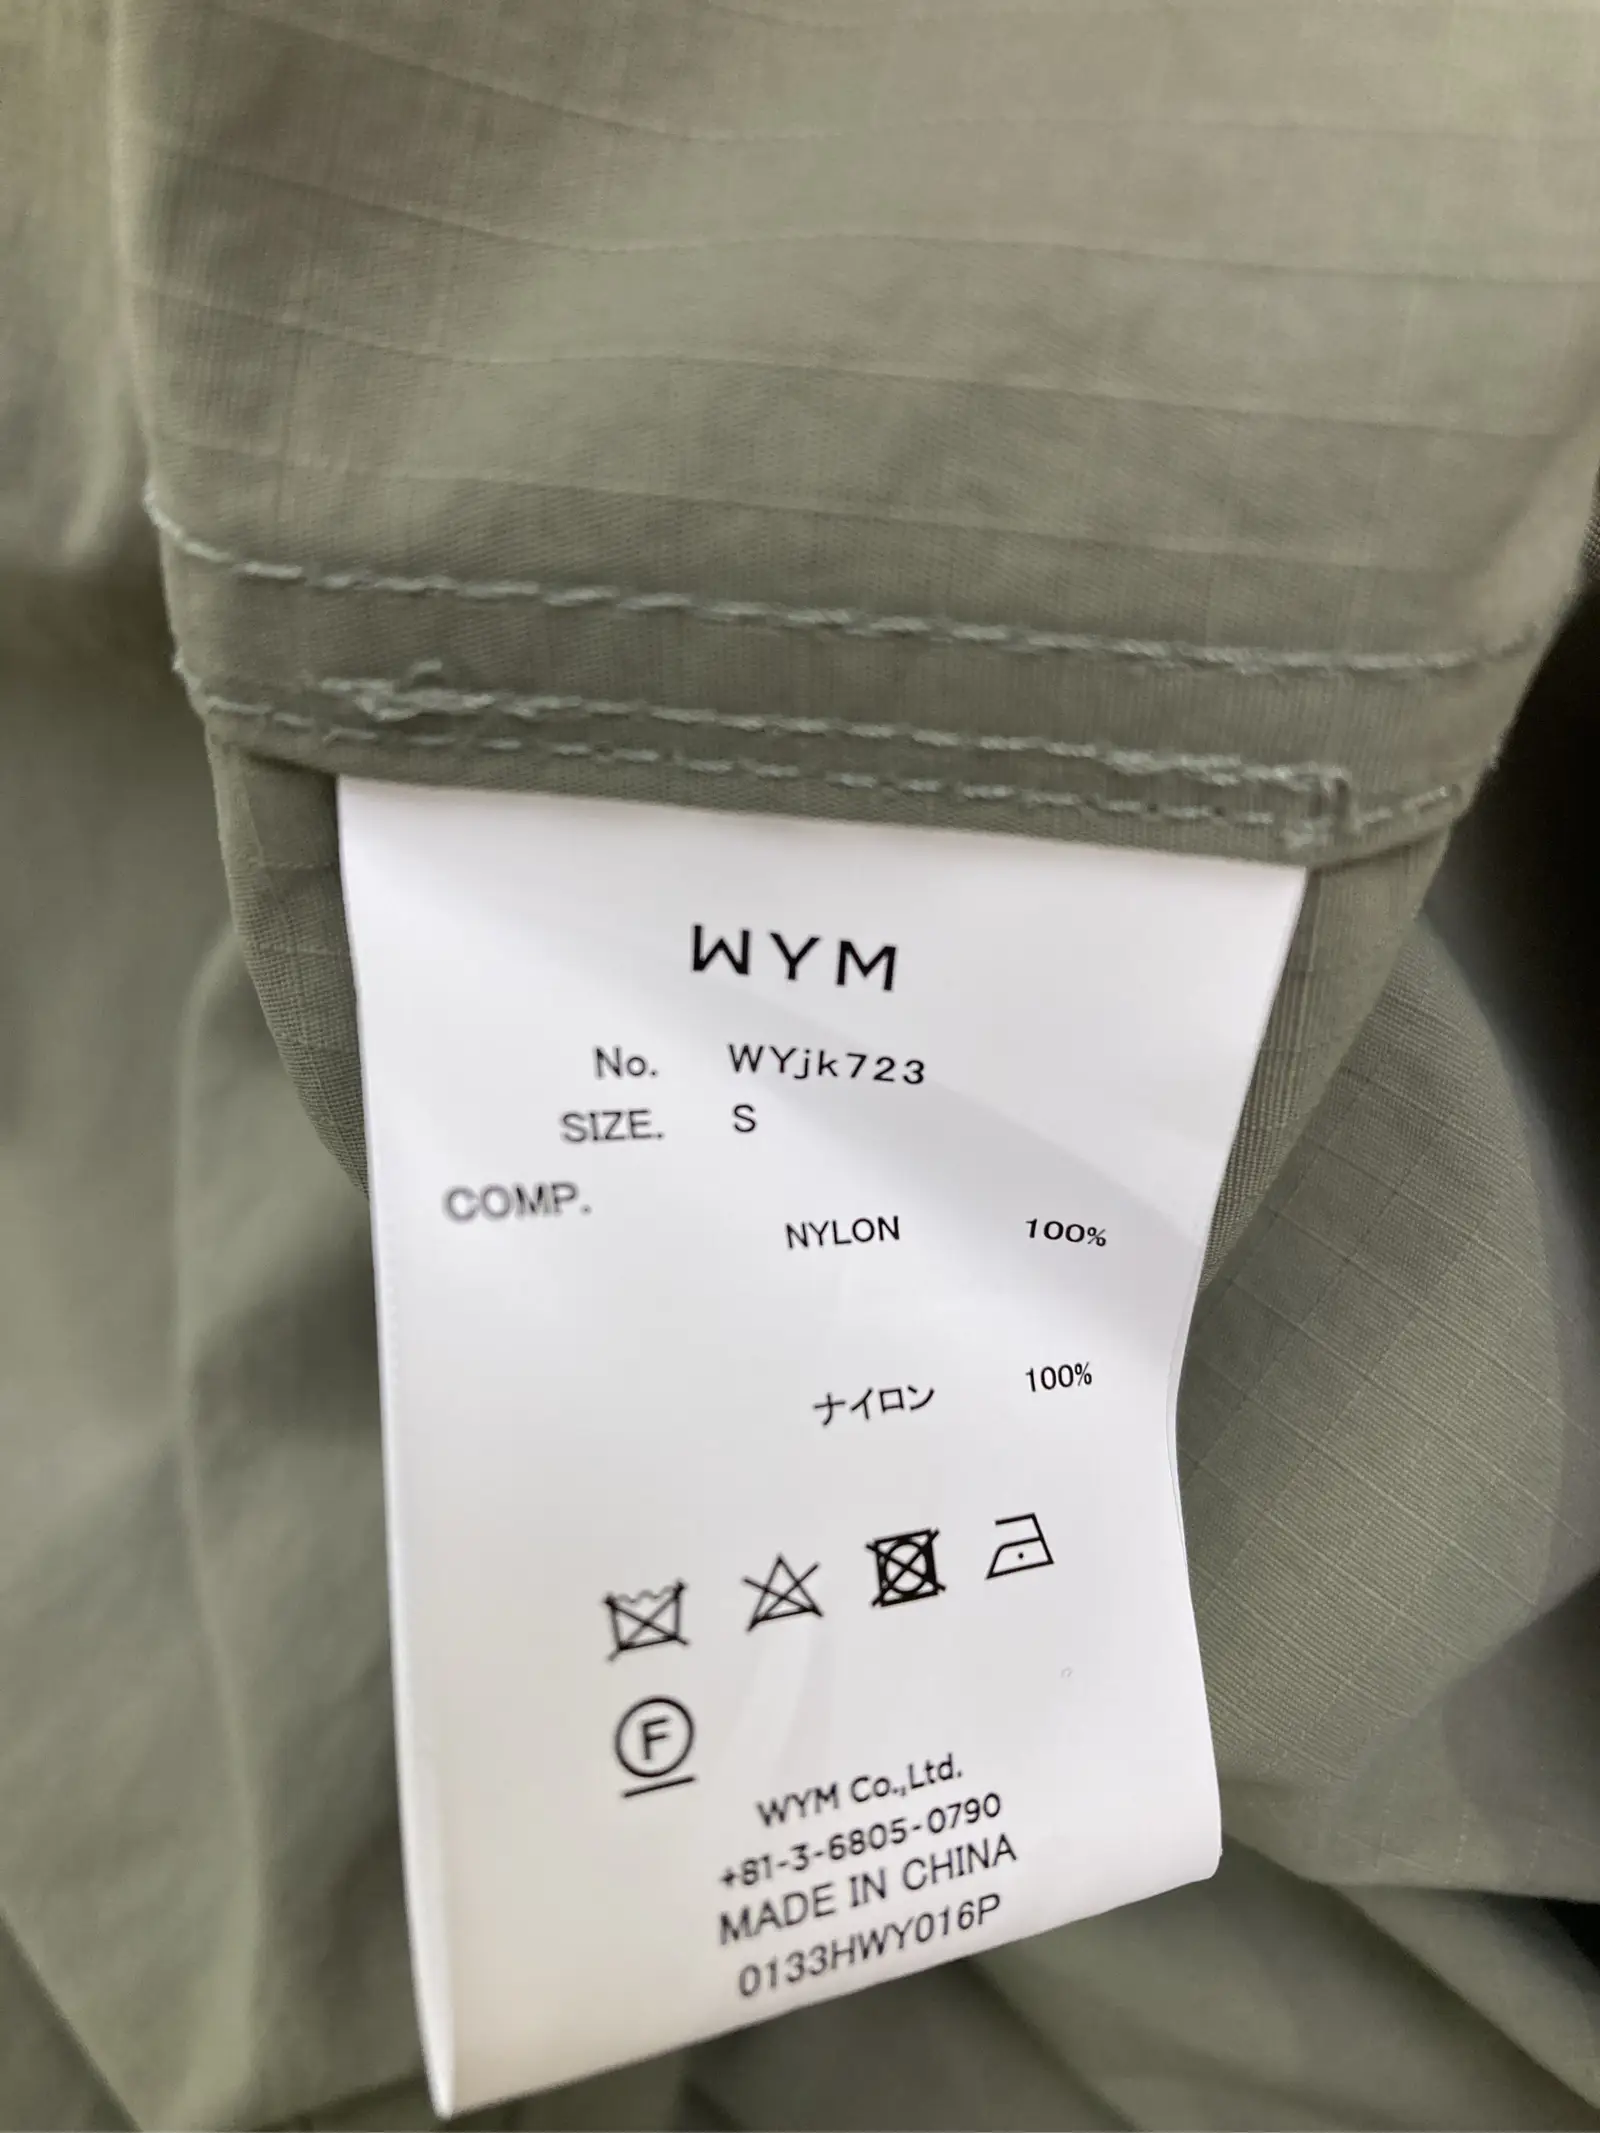 WYM
No. WYjk723
SIZE. S
COMP.
NYLON 100%
ナイロン 100%
F
WYM Co.,Ltd.
+81-3-6805-0790
MADE IN CHINA
0133HWY016P